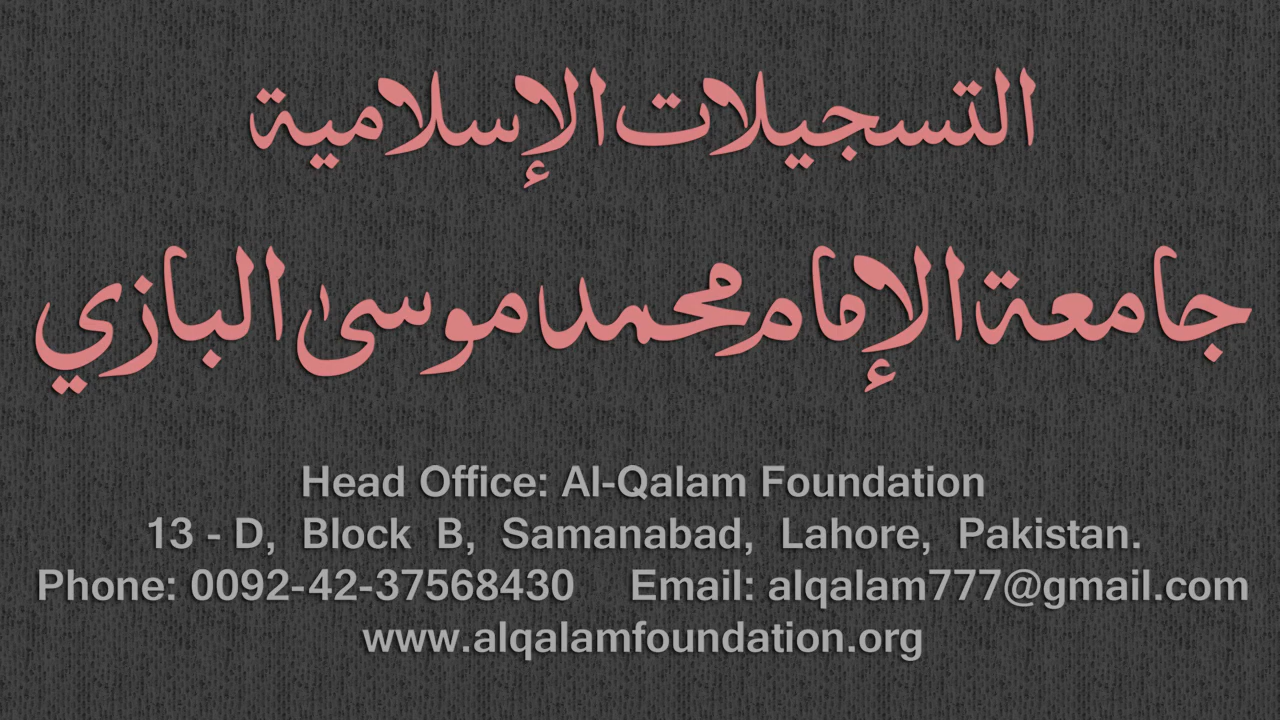 التسجيلات الإسلامية
جامعة الإمام محمد موسىٰ البازي
Head Office: Al-Qalam Foundation
13 - D, Block B, Samanabad, Lahore, Pakistan.
Phone: 0092-42-37568430 Email: alqalam777@gmail.com
www.alqalamfoundation.org